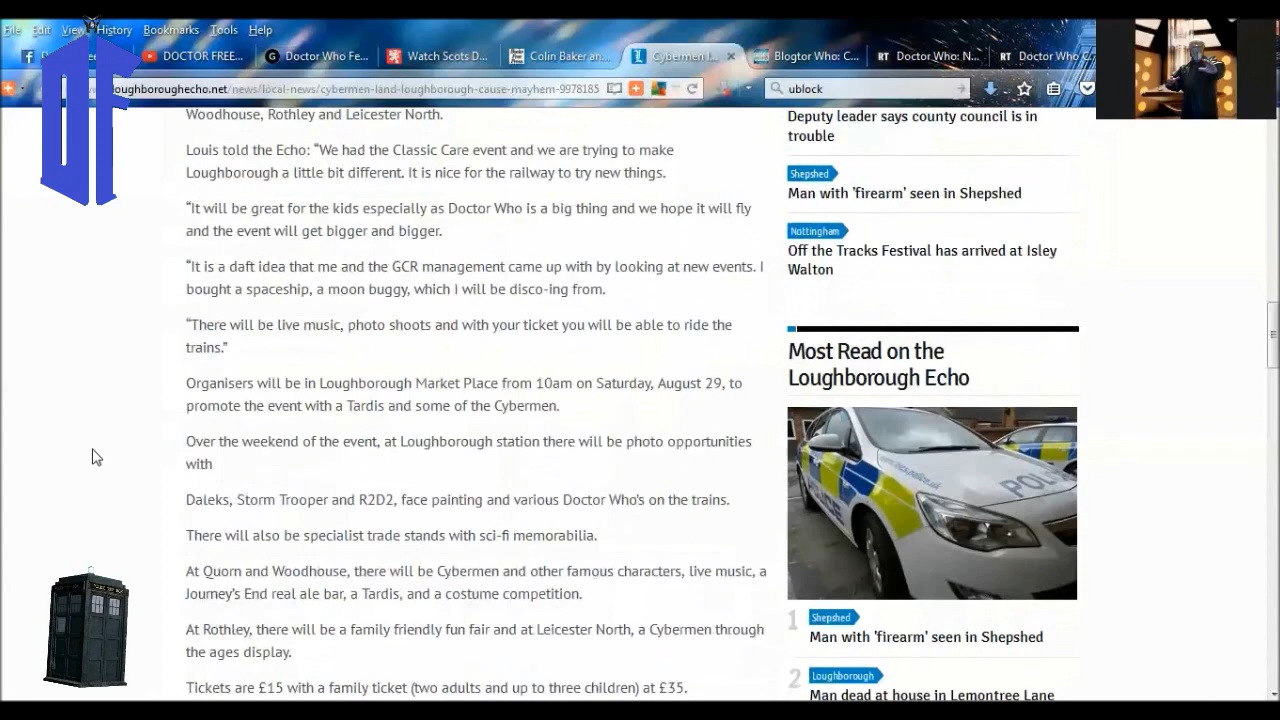 File Edit View History Bookmarks Tools Help
DOCTOR FREE...
Doctor Who Fe...
Watch Scots D...
Colin Baker an...
Cybermen l...
Blogtor Who: C...
Doctor Who: N...
Doctor Who C
loughboroughecho.net/news/local-news/cybermen-land-loughborough-cause-mayhem-9978185
ublock
Woodhouse, Rothley and Leicester North.
Louis told the Echo: “We had the Classic Care event and we are trying to make
Loughborough a little bit different. It is nice for the railway to try new things.
“It will be great for the kids especially as Doctor Who is a big thing and we hope it will fly
and the event will get bigger and bigger.
“It is a daft idea that me and the GCR management came up with by looking at new events. I
bought a spaceship, a moon buggy, which I will be disco-ing from.
“There will be live music, photo shoots and with your ticket you will be able to ride the
trains.”
Organisers will be in Loughborough Market Place from 10am on Saturday, August 29, to
promote the event with a Tardis and some of the Cybermen.
Over the weekend of the event, at Loughborough station there will be photo opportunities
with
Daleks, Storm Trooper and R2D2, face painting and various Doctor Who's on the trains.
There will also be specialist trade stands with sci-fi memorabilia.
At Quorn and Woodhouse, there will be Cybermen and other famous characters, live music, a
Journey’s End real ale bar, a Tardis, and a costume competition.
At Rothley, there will be a family friendly fun fair and at Leicester North, a Cybermen through
the ages display.
Tickets are £15 with a family ticket (two adults and up to three children) at £35.
Deputy leader says county council is in
trouble
Shepshed
Man with 'firearm' seen in Shepshed
Nottingham
Off the Tracks Festival has arrived at Isley
Walton
Most Read on the
Loughborough Echo
POLICE
1 Shepshed
Man with 'firearm' seen in Shepshed
2 Loughborough
Man dead at house in Lemontree Lane
DF